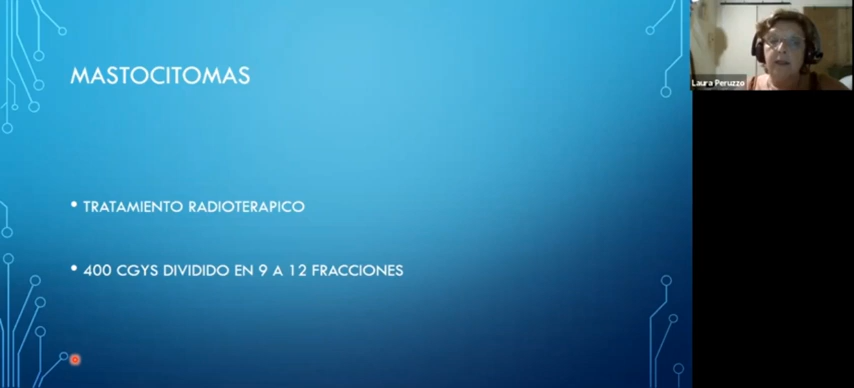 MASTOCITOMAS
• TRATAMIENTO RADIOTERAPICO
• 400 CGYS DIVIDIDO EN 9 A 12 FRACCIONES
Laura Peruzzo